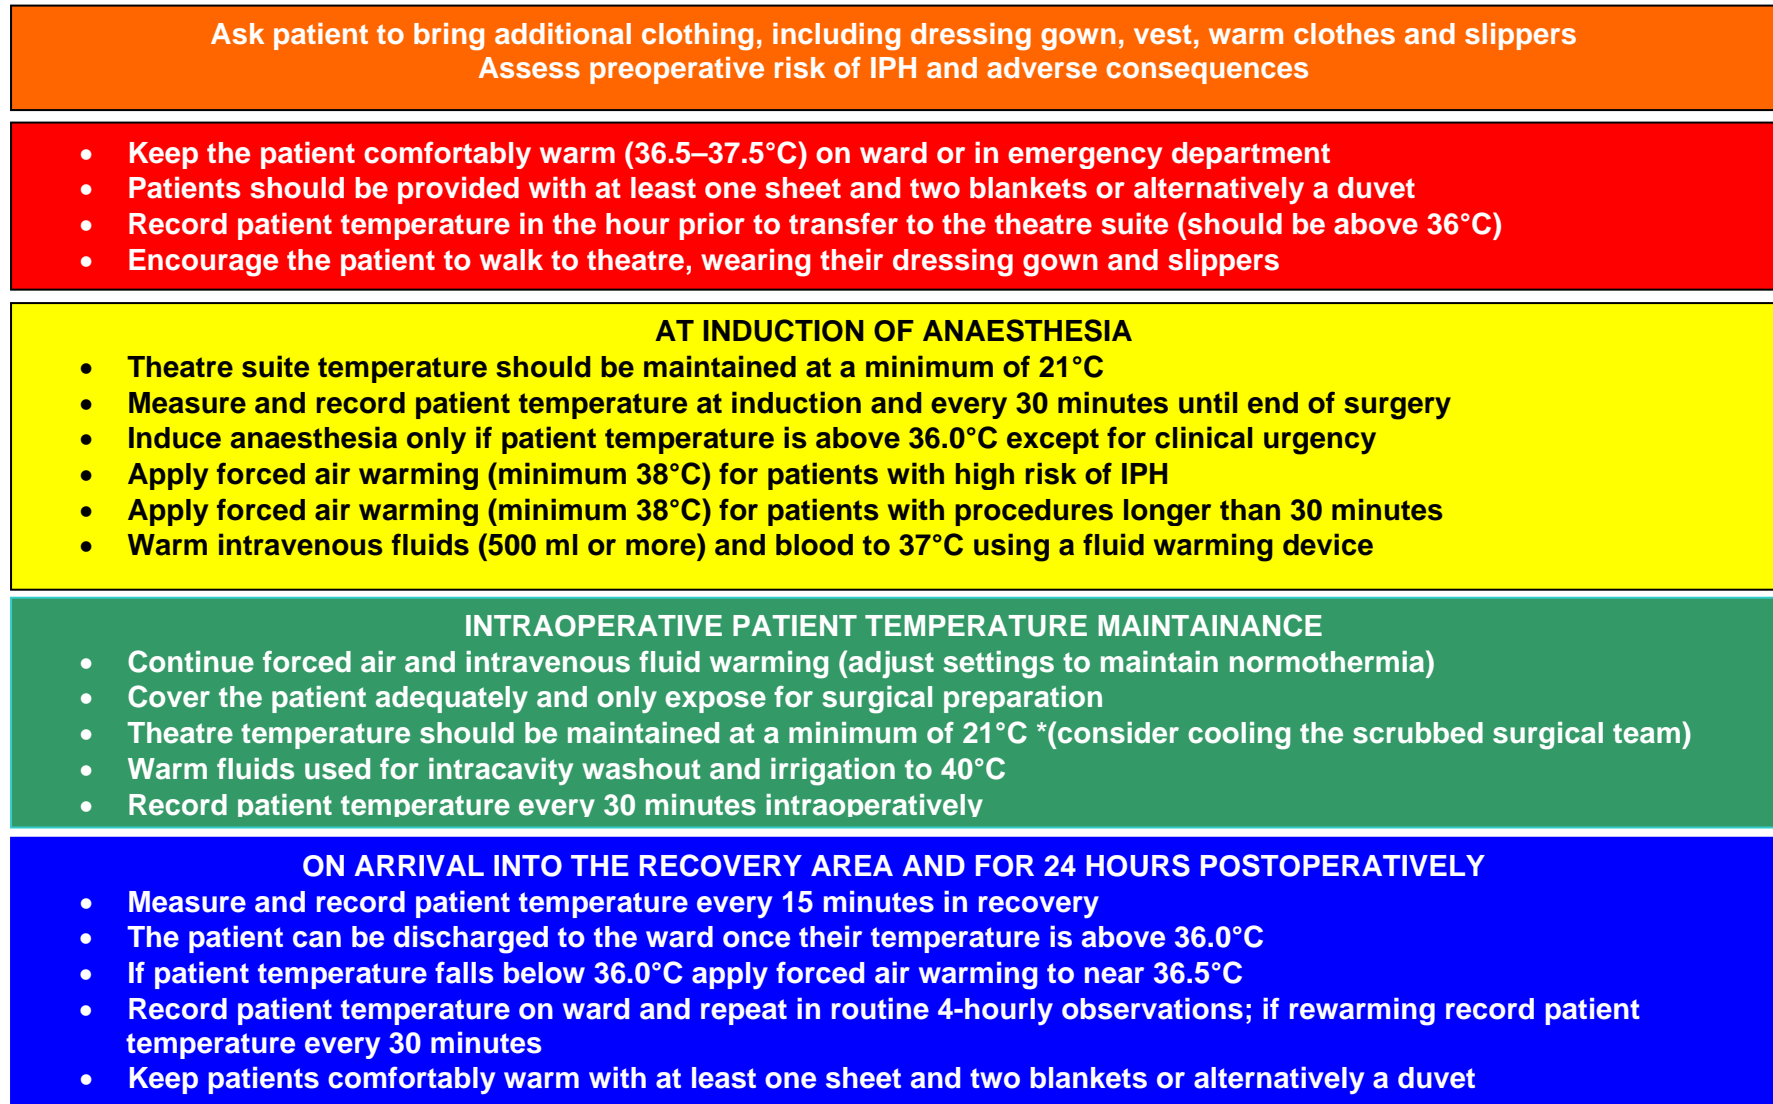 Ask patient to bring additional clothing, including dressing gown, vest, warm clothes and slippers
Assess preoperative risk of IPH and adverse consequences
• Keep the patient comfortably warm (36.5–37.5°C) on ward or in emergency department
• Patients should be provided with at least one sheet and two blankets or alternatively a duvet
• Record patient temperature in the hour prior to transfer to the theatre suite (should be above 36°C)
• Encourage the patient to walk to theatre, wearing their dressing gown and slippers
AT INDUCTION OF ANAESTHESIA
• Theatre suite temperature should be maintained at a minimum of 21°C
• Measure and record patient temperature at induction and every 30 minutes until end of surgery
• Induce anaesthesia only if patient temperature is above 36.0°C except for clinical urgency
• Apply forced air warming (minimum 38°C) for patients with high risk of IPH
• Apply forced air warming (minimum 38°C) for patients with procedures longer than 30 minutes
• Warm intravenous fluids (500 ml or more) and blood to 37°C using a fluid warming device
INTRAOPERATIVE PATIENT TEMPERATURE MAINTAINANCE
• Continue forced air and intravenous fluid warming (adjust settings to maintain normothermia)
• Cover the patient adequately and only expose for surgical preparation
• Theatre temperature should be maintained at a minimum of 21°C *(consider cooling the scrubbed surgical team)
• Warm fluids used for intracavity washout and irrigation to 40°C
• Record patient temperature every 30 minutes intraoperatively
ON ARRIVAL INTO THE RECOVERY AREA AND FOR 24 HOURS POSTOPERATIVELY
• Measure and record patient temperature every 15 minutes in recovery
• The patient can be discharged to the ward once their temperature is above 36.0°C
• If patient temperature falls below 36.0°C apply forced air warming to near 36.5°C
• Record patient temperature on ward and repeat in routine 4-hourly observations; if rewarming record patient
temperature every 30 minutes
• Keep patients comfortably warm with at least one sheet and two blankets or alternatively a duvet